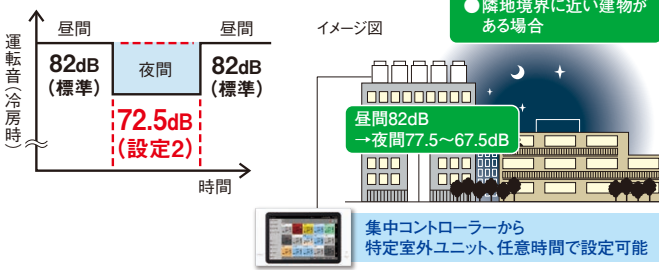 運転音(冷房時)
昼間
夜間
昼間
82dB
(標準)
82dB
(標準)
72.5dB
(設定2)
時間
イメージ図
●隣地境界に近い建物が
ある場合
昼間82dB
→夜間77.5～67.5dB
集中コントローラーから
特定室外ユニット、任意時間で設定可能